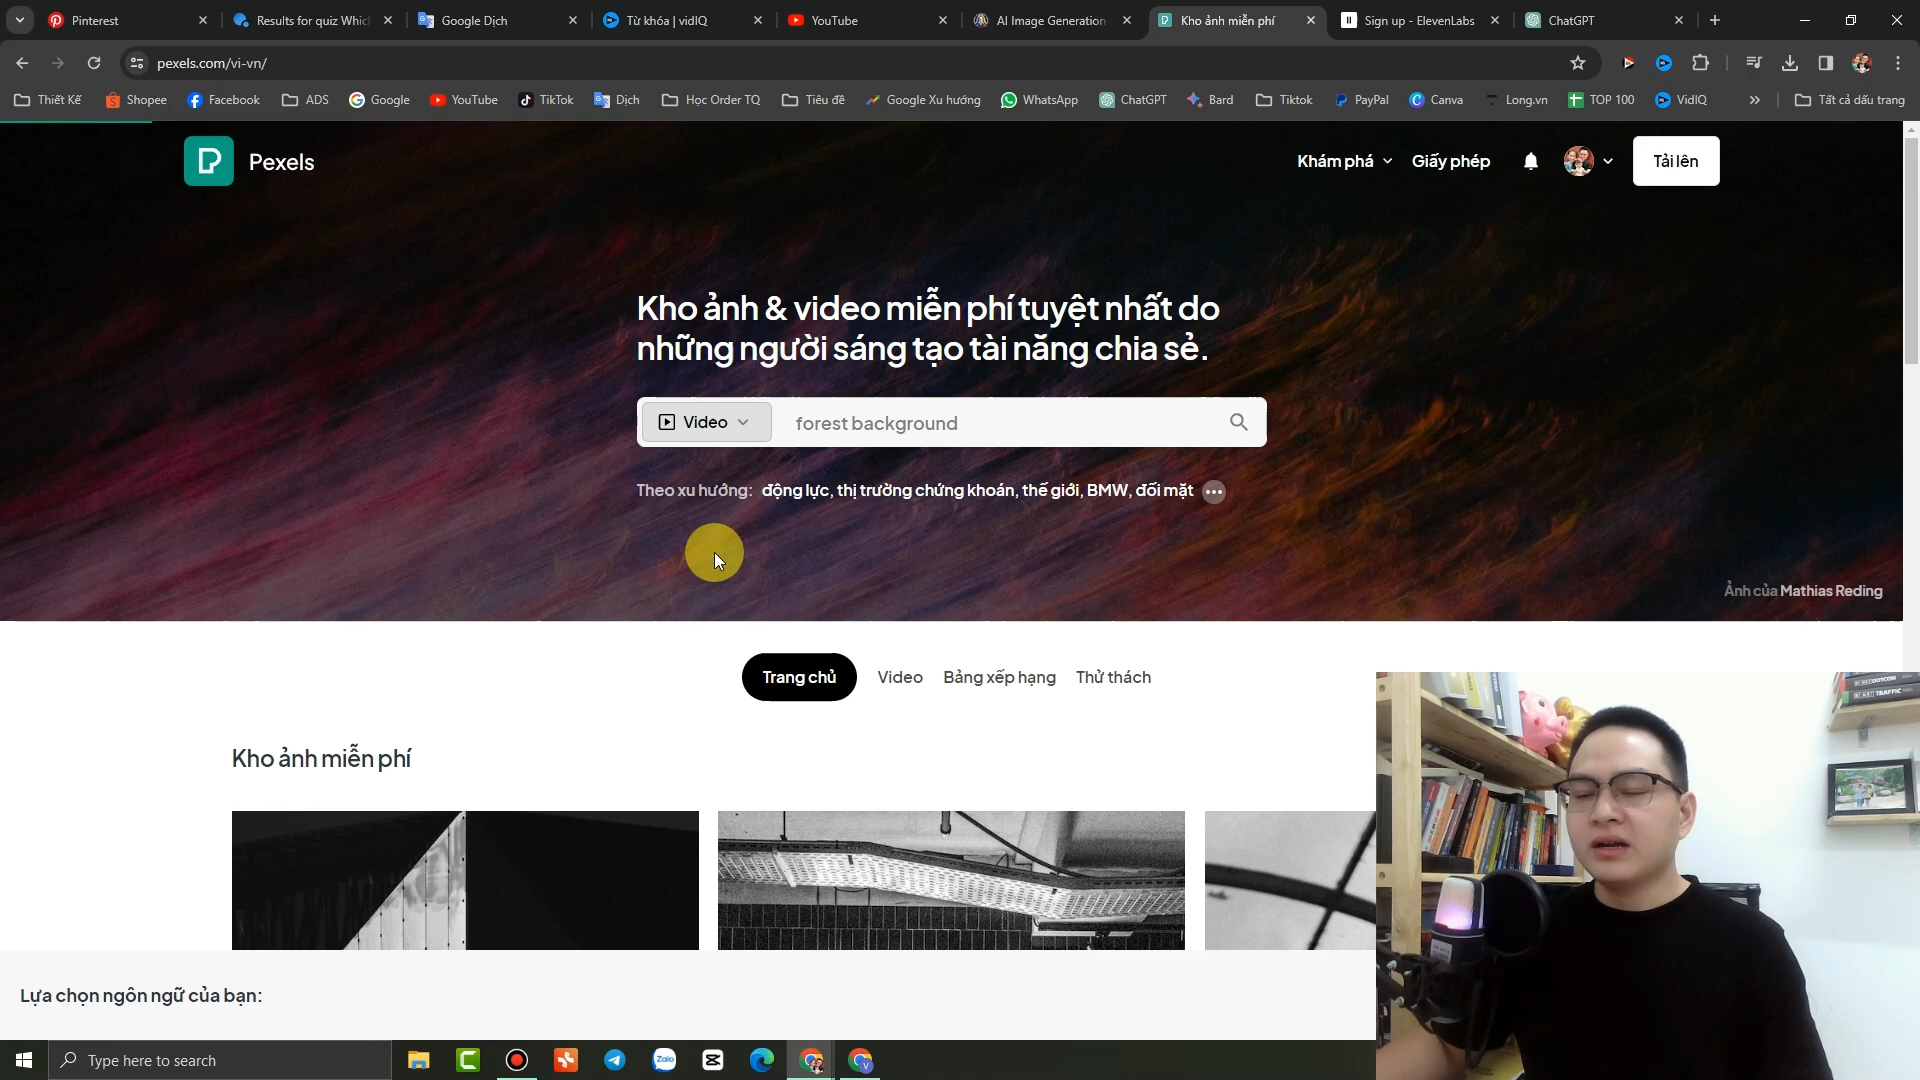 Pinterest
Results for quiz Whic
Google Dịch
Từ khóa | vidIQ
YouTube
AI Image Generation
Kho ảnh miễn phí
Sign up - ElevenLabs
ChatGPT
pexels.com/vi-vn/
Thiết Kế
Shopee
Facebook
ADS
Google
YouTube
TikTok
Dịch
Học Order TQ
Tiêu đề
Google Xu hướng
WhatsApp
ChatGPT
Bard
Tiktok
PayPal
Canva
Long.vn
TOP 100
VidIQ
Tất cả dấu trang
Pexels
Khám phá
Giấy phép
Tải lên
Kho ảnh & video miễn phí tuyệt nhất do
những người sáng tạo tài năng chia sẻ.
Video
forest background
Theo xu hướng: động lực, thị trường chứng khoán, thế giới, BMW, đối mặt
Ảnh của Mathias Reding
Trang chủ
Video
Bảng xếp hạng
Thử thách
Kho ảnh miễn phí
Lựa chọn ngôn ngữ của bạn:
Type here to search
Zalo
DOTCOM
TRAFFIC